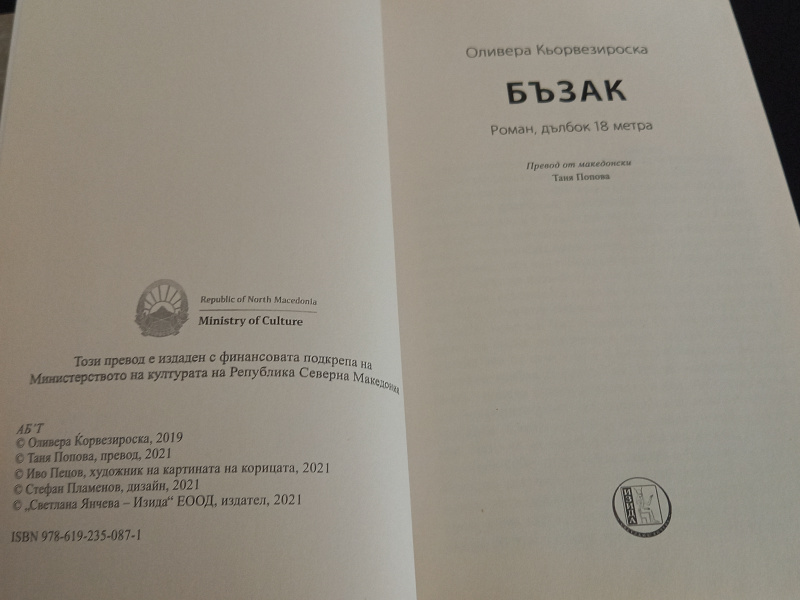 Republic of North Macedonia
Ministry of Culture
Този превод е издаден с финансовата подкрепа на
Министерството на културата на Република Северна Македония
АБ'Т
© Оливера Ќорвезироска, 2019
© Таня Попова, превод, 2021
© Иво Пецов, художник на картината на корицата, 2021
© Стефан Пламенов, дизайн, 2021
© „Светлана Янчева – Изида“ ЕООД, издател, 2021
ISBN 978-619-235-087-1
Оливера Кьорвезироска
БЪЗАК
Роман, дълбок 18 метра
Превод от македонски
Таня Попова
ИЗИДА